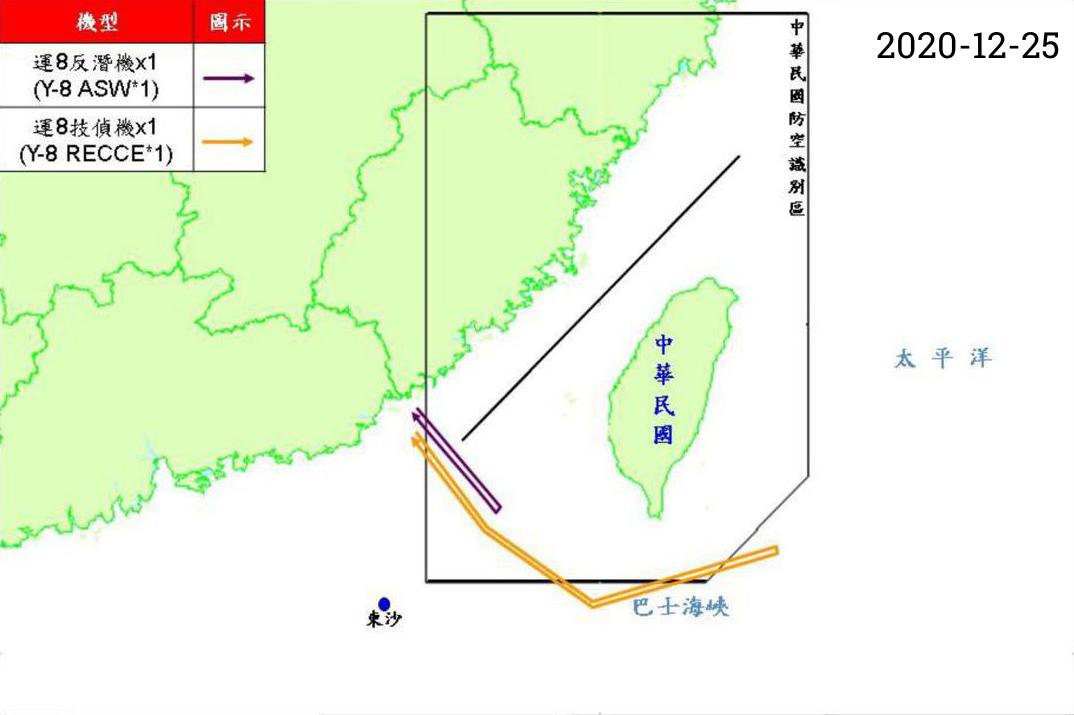 機型
圖示
運8反潛機x1
(Y-8 ASW*1)
運8技偵機x1
(Y-8 RECCE*1)
中華民國防空識別區
2020-12-25
中華民國
太平洋
巴士海峽
東沙